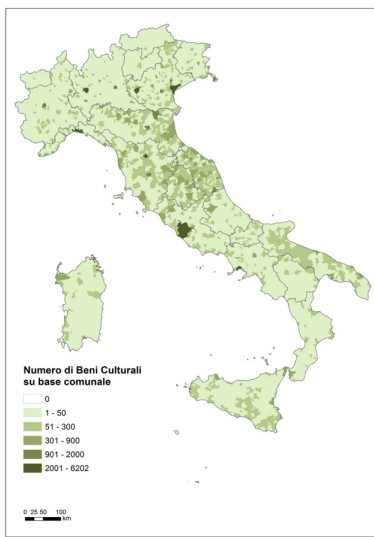 Numero di Beni Culturali
su base comunale
0
1 - 50
51 - 300
301 - 900
901 - 2000
2001 - 6202
0 25 50 100
km